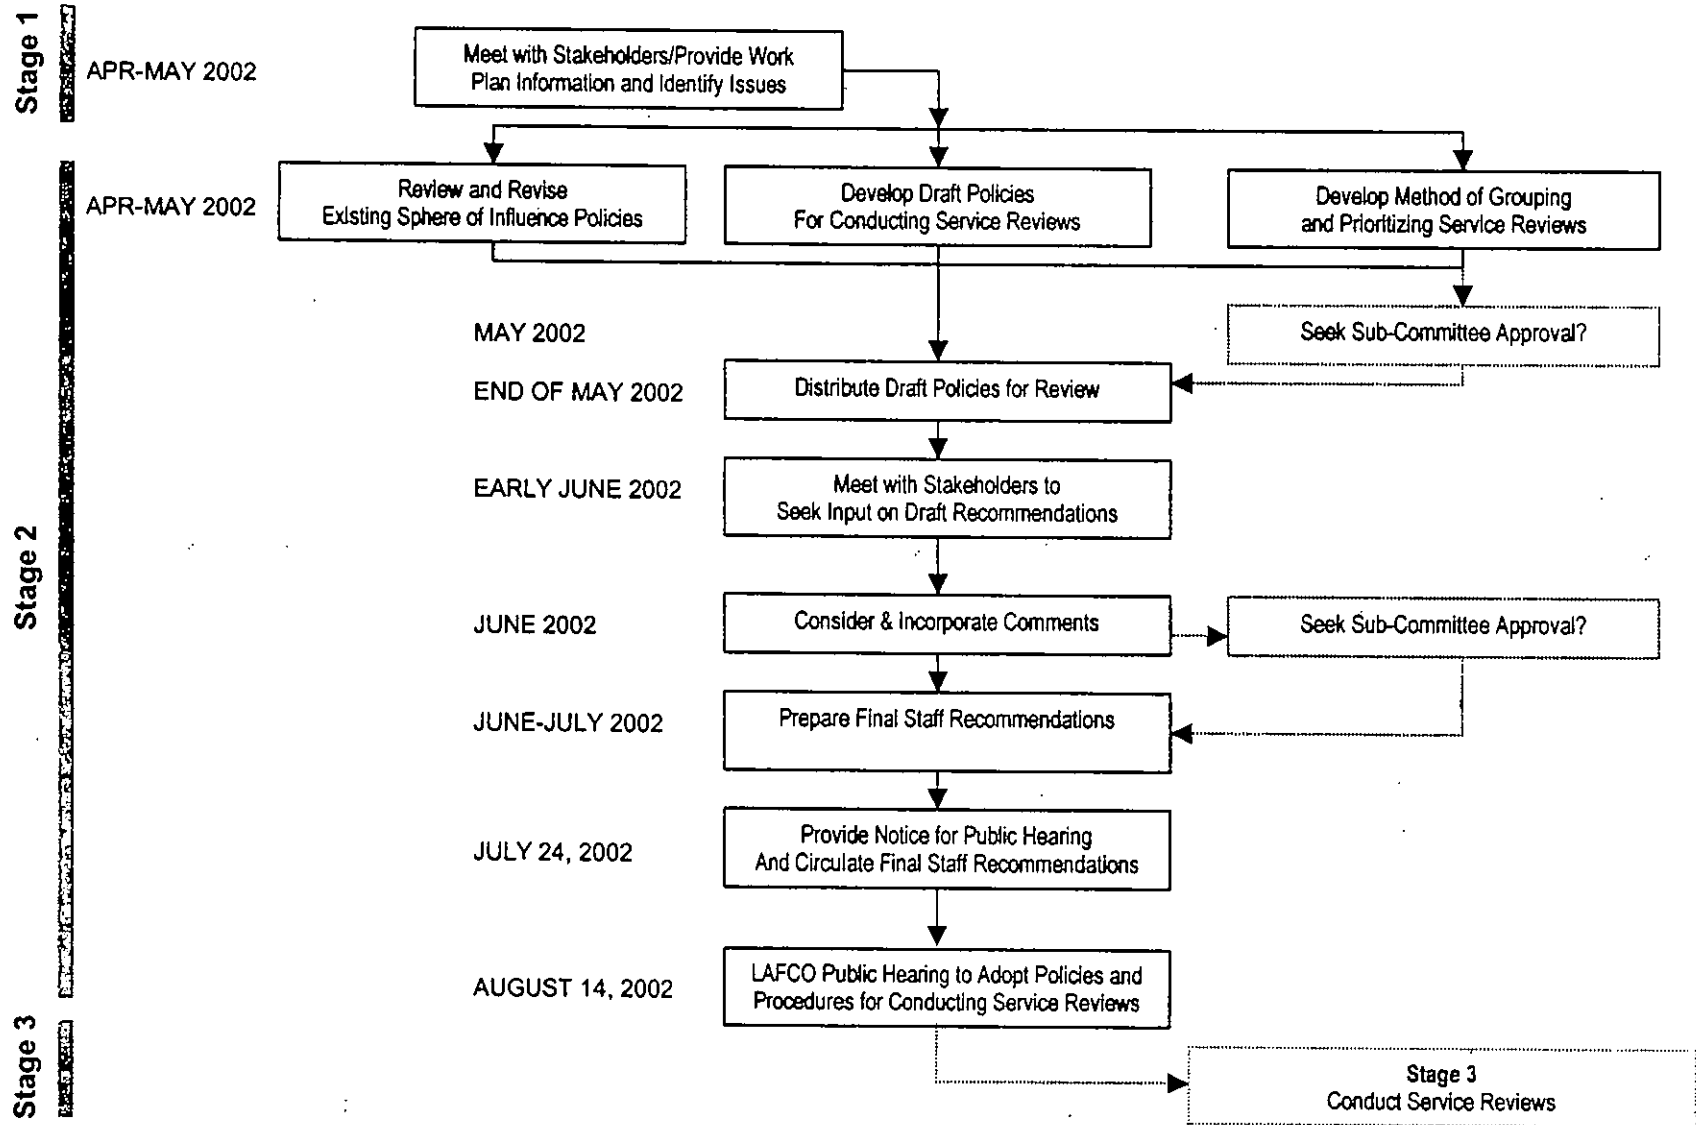 Stage 1
APR-MAY 2002
Meet with Stakeholders/Provide Work
Plan Information and Identify Issues
Stage 2
APR-MAY 2002
Review and Revise
Existing Sphere of Influence Policies
Develop Draft Policies
For Conducting Service Reviews
Develop Method of Grouping
and Prioritizing Service Reviews
MAY 2002
Seek Sub-Committee Approval?
END OF MAY 2002
Distribute Draft Policies for Review
EARLY JUNE 2002
Meet with Stakeholders to
Seek Input on Draft Recommendations
JUNE 2002
Consider & Incorporate Comments
Seek Sub-Committee Approval?
JUNE-JULY 2002
Prepare Final Staff Recommendations
JULY 24, 2002
Provide Notice for Public Hearing
And Circulate Final Staff Recommendations
AUGUST 14, 2002
LAFCO Public Hearing to Adopt Policies and
Procedures for Conducting Service Reviews
Stage 3
Stage 3
Conduct Service Reviews